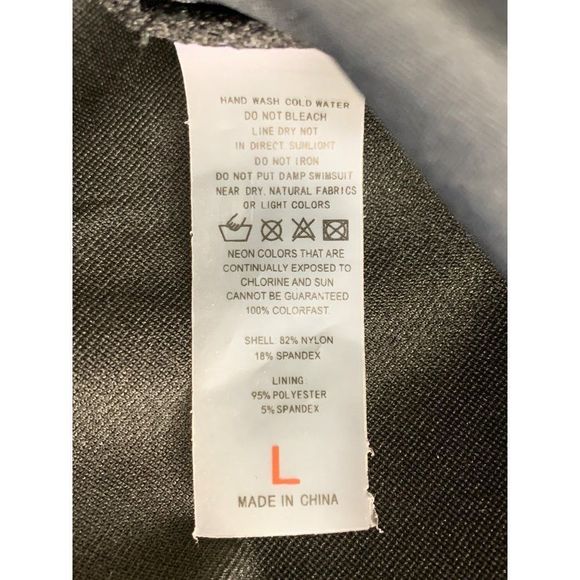 HAND WASH COLD WATER
DO NOT BLEACH
LINE DRY NOT
IN DIRECT SUNLIGHT
DO NOT IRON
DO NOT PUT DAMP SWIMSUIT
NEAR DRY, NATURAL FABRICS
OR LIGHT COLORS
NEON COLORS THAT ARE
CONTINUALLY EXPOSED TO
CHLORINE AND SUN
CANNOT BE GUARANTEED
100% COLORFAST.
SHELL 82% NYLON
18% SPANDEX
LINING
95% POLYESTER
5% SPANDEX
L
MADE IN CHINA